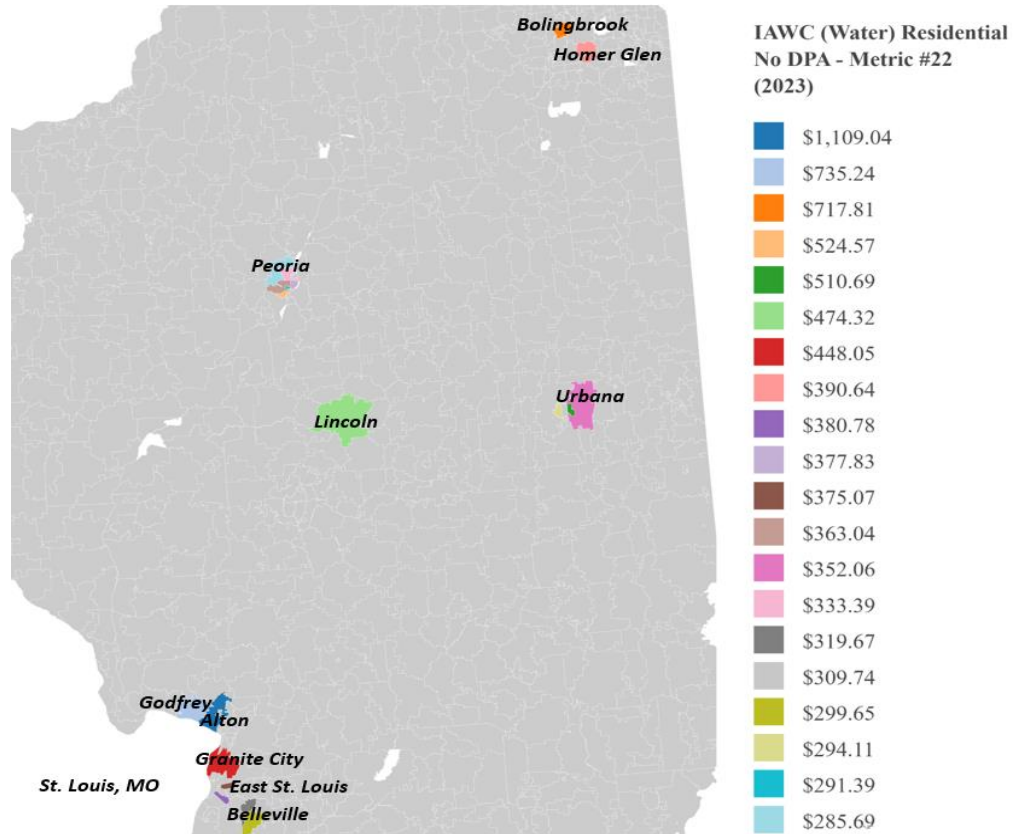 Bolingbrook
Homer Glen
Peoria
Lincoln
Urbana
Godfrey
Alton
Granite City
St. Louis, MO
East St. Louis
Belleville
IAWC (Water) Residential
No DPA - Metric #22
(2023)
$1,109.04
$735.24
$717.81
$524.57
$510.69
$474.32
$448.05
$390.64
$380.78
$377.83
$375.07
$363.04
$352.06
$333.39
$319.67
$309.74
$299.65
$294.11
$291.39
$285.69